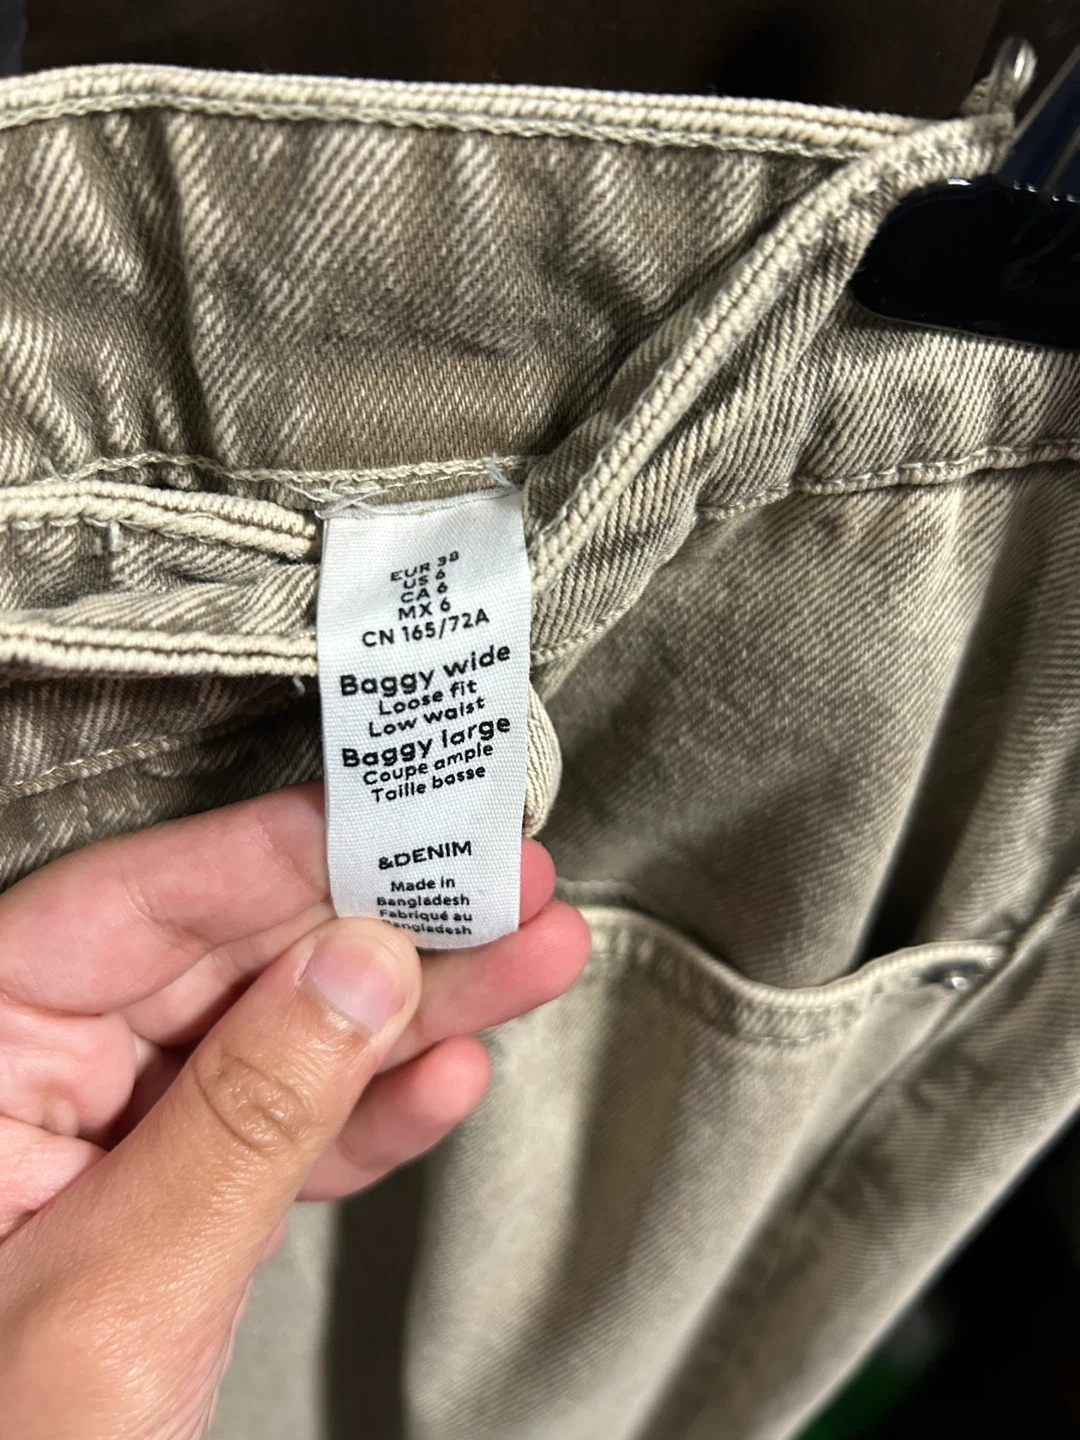 EUR 38
US 6
CA 6
MX 6
CN 165/72A
Baggy wide
Loose fit
Low waist
Baggy large
Coupe ample
Taille basse
&DENIM
Made in
Bangladesh
Fabriqué au
Bangladesh